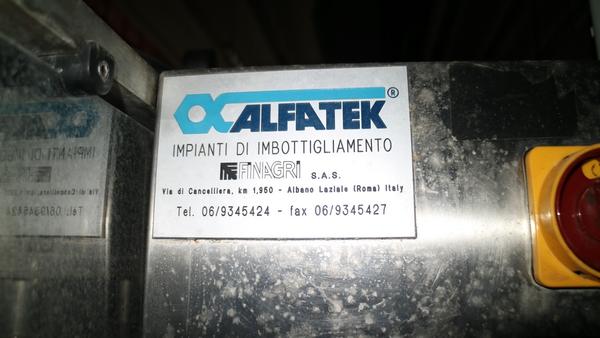 ALFATEK®
IMPIANTI DI IMBOTTIGLIAMENTO
FINAGRI S.A.S.
Via di Cancelliera, km 1,950 - Albano Laziale (Roma) Italy
Tel. 06/9345424 - fax 06/9345427